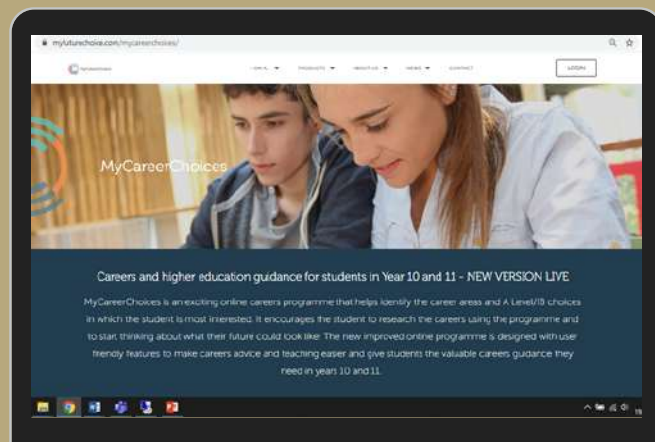 myfuturechoice.com/mycareerchoices/
PRODUCTS ABOUT US NEWS CONTACT
LOGIN
MyCareerChoices
Careers and higher education guidance for students in Year 10 and 11 - NEW VERSION LIVE
MyCareerChoices is an exciting online careers programme that helps identify the career areas and A Level/IB choices
in which the student is most interested. It encourages the student to research the careers using the programme and
to start thinking about what their future could look like. The new improved online programme is designed with user
friendly features to make careers advice and teaching easier and give students the valuable careers guidance they
need in years 10 and 11.